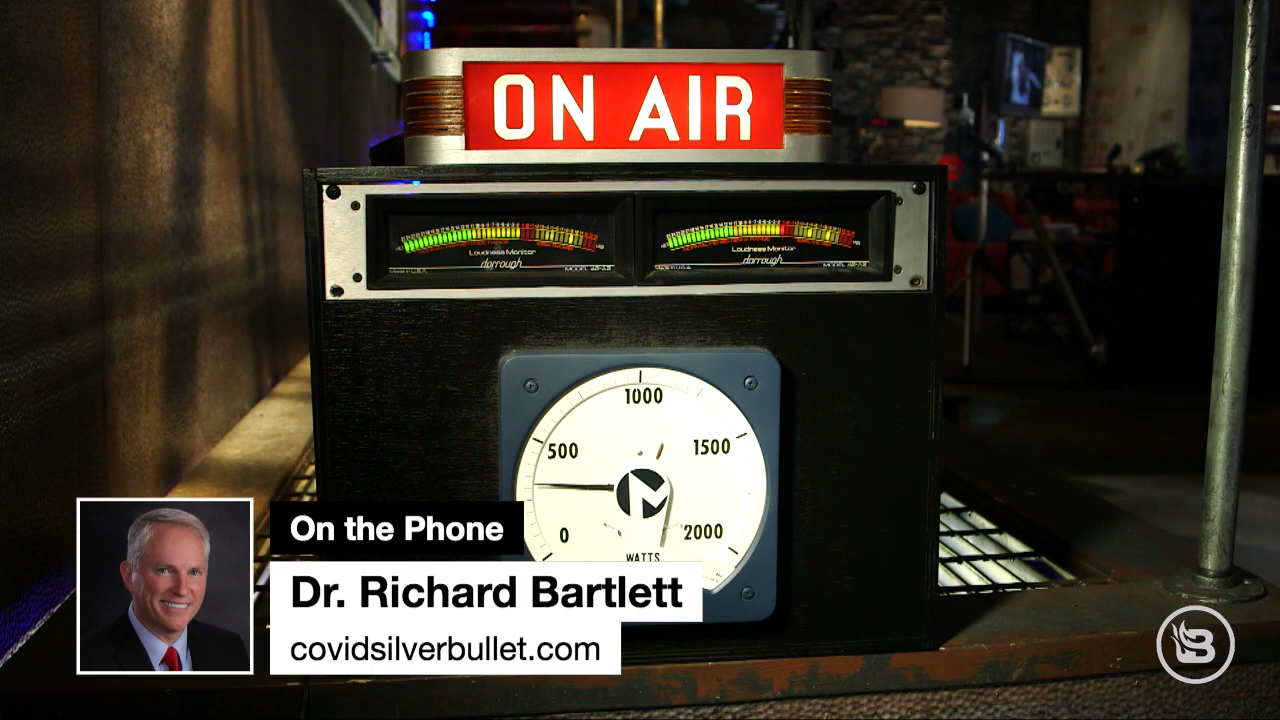 ON AIR
Loudness Monitor
dorrough
Loudness Monitor
dorrough
1000
500
1500
0
2000
WATTS
On the Phone
Dr. Richard Bartlett
covidsilverbullet.com
B